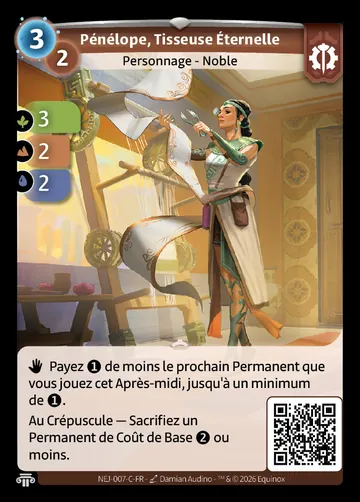 3
2
Pénélope, Tisseuse Éternelle
Personnage - Noble
3
2
2
Payez 1 de moins le prochain Permanent que
vous jouez cet Après-midi, jusqu'à un minimum
de 1.
Au Crépuscule — Sacrifiez un
Permanent de Coût de Base 2 ou
moins.
NEJ-007-C-FR - Damian Audino - ™ & © 2026 Equinox